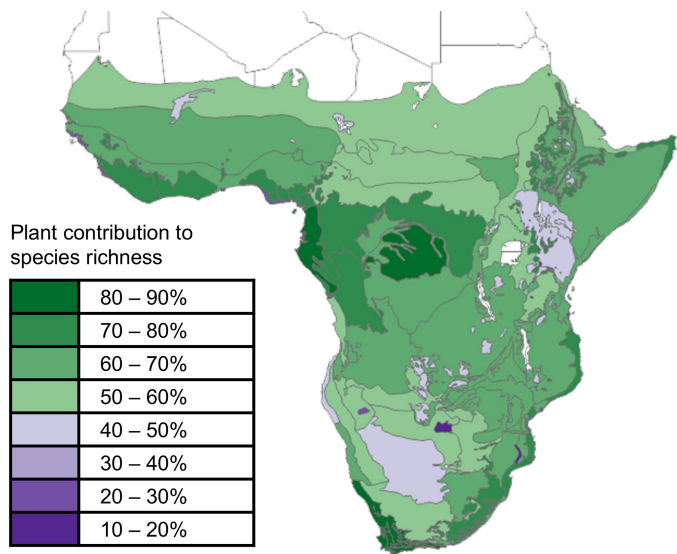 Plant contribution to
species richness
80 – 90%
70 – 80%
60 – 70%
50 – 60%
40 – 50%
30 – 40%
20 – 30%
10 – 20%